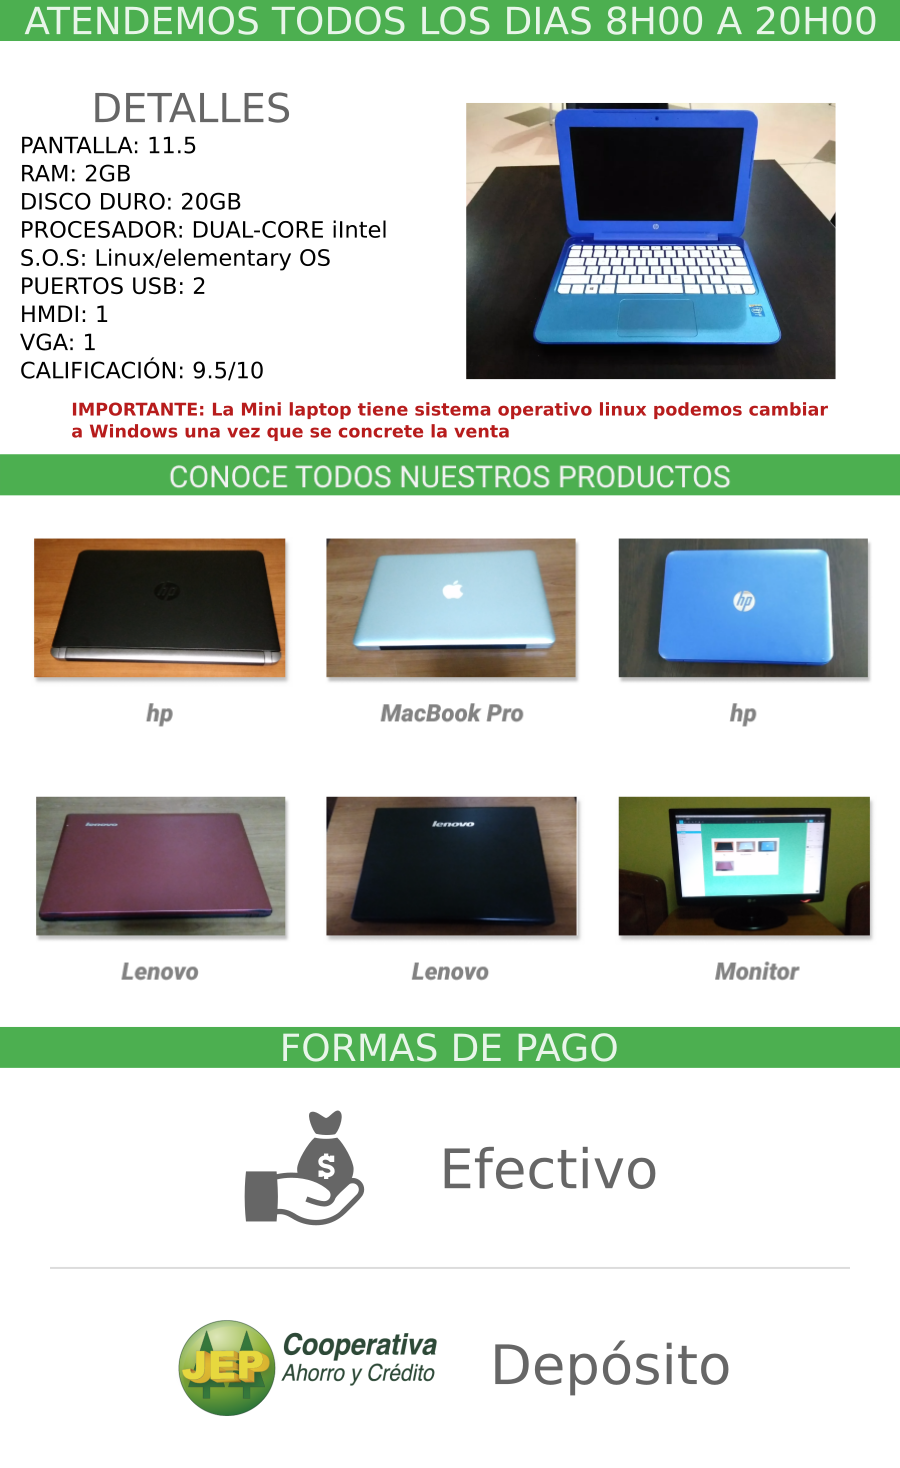 ATENDEMOS TODOS LOS DIAS 8H00 A 20H00
DETALLES
PANTALLA: 11.5
RAM: 2GB
DISCO DURO: 20GB
PROCESADOR: DUAL-CORE iIntel
S.O.S: Linux/elementary OS
PUERTOS USB: 2
HMDI: 1
VGA: 1
CALIFICACIÓN: 9.5/10
IMPORTANTE: La Mini laptop tiene sistema operativo linux podemos cambiar
a Windows una vez que se concrete la venta
CONOCE TODOS NUESTROS PRODUCTOS
hp
hp
hp
MacBook Pro
hp
lenovo
lenovo
Lenovo
Lenovo
Monitor
FORMAS DE PAGO
$
Efectivo
JEP
Cooperativa
Ahorro y Crédito
Depósito